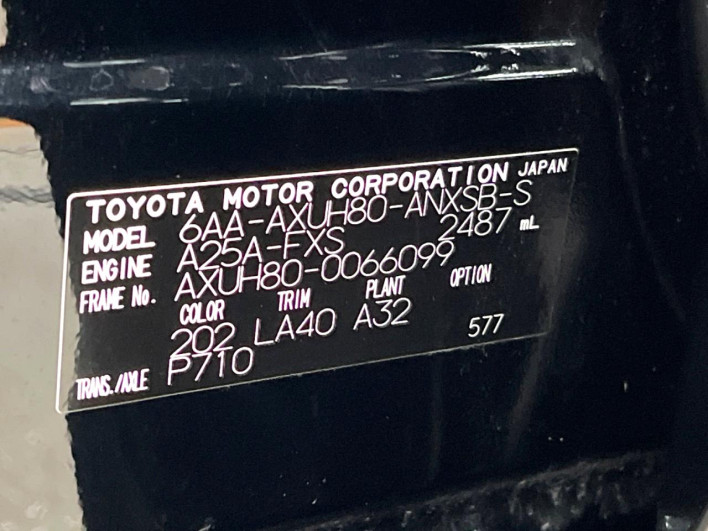 TOYOTA MOTOR CORPORATION JAPAN
MODEL 6AA-AXUH80-ANXSB-S
ENGINE A25A-FXS 2487 mL
FRAME No. AXUH80-0066099
COLOR TRIM PLANT OPTION
202 LA40 A32
577
TRANS./AXLE P710